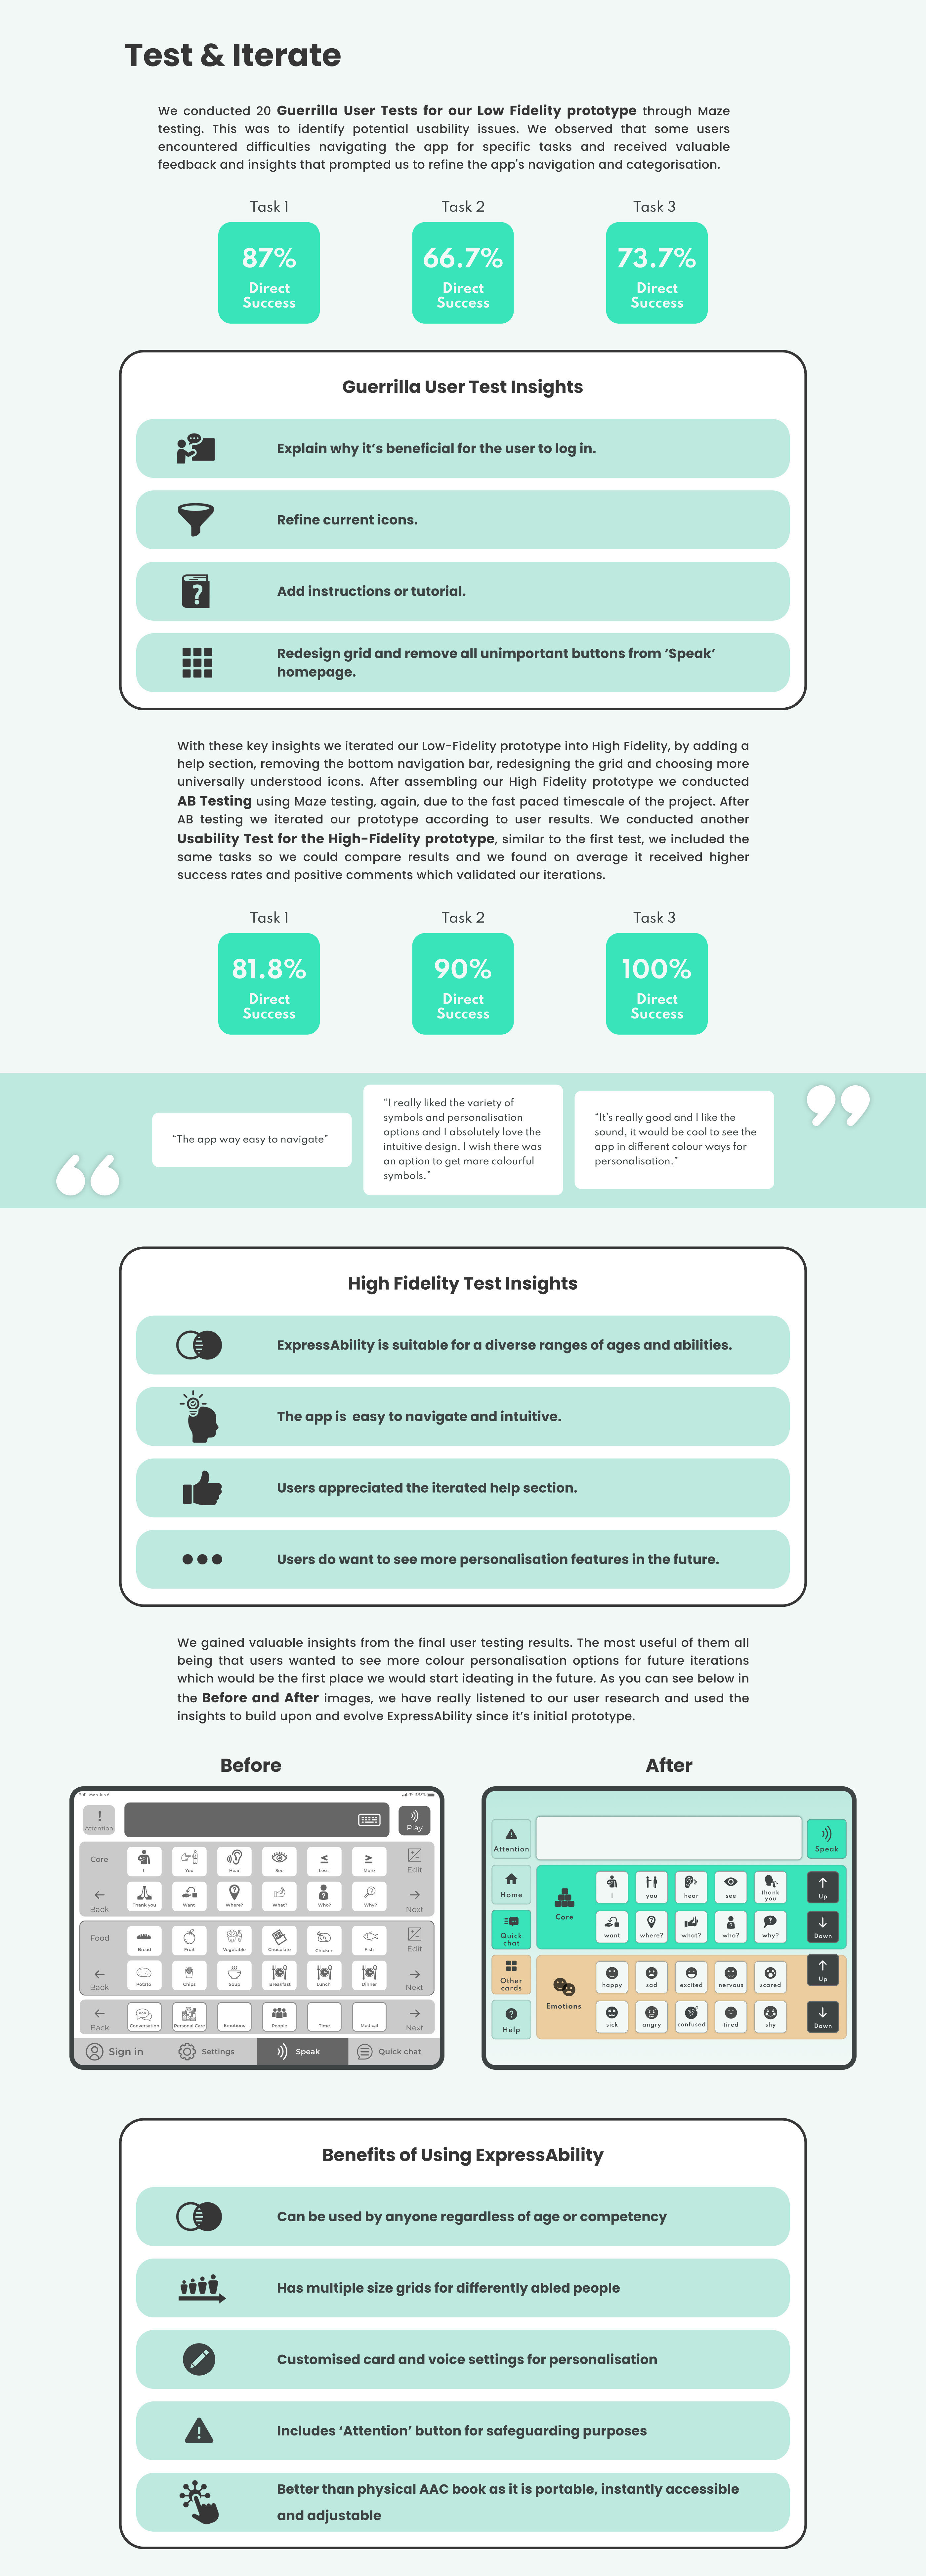 Test & Iterate
We conducted 20 Guerrilla User Tests for our Low Fidelity prototype through Maze
testing. This was to identify potential usability issues. We observed that some users
encountered difficulties navigating the app for specific tasks and received valuable
feedback and insights that prompted us to refine the app's navigation and categorisation.
Task 1
Task 2
Task 3
87%
Direct
Success
66.7%
Direct
Success
73.7%
Direct
Success
Guerrilla User Test Insights
Explain why it's beneficial for the user to log in.
Refine current icons.
Add instructions or tutorial.
Redesign grid and remove all unimportant buttons from 'Speak'
homepage.
With these key insights we iterated our Low-Fidelity prototype into High Fidelity, by adding a
help section, removing the bottom navigation bar, redesigning the grid and choosing more
universally understood icons. After assembling our High Fidelity prototype we conducted
AB Testing using Maze testing, again, due to the fast paced timescale of the project. After
AB testing we iterated our prototype according to user results. We conducted another
Usability Test for the High-Fidelity prototype, similar to the first test, we included the
same tasks so we could compare results and we found on average it received higher
success rates and positive comments which validated our iterations.
Task 1
Task 2
Task 3
81.8%
Direct
Success
90%
Direct
Success
100%
Direct
Success
"The app way easy to navigate"
"I really liked the variety of
symbols and personalisation
options and I absolutely love the
intuitive design. I wish there was
an option to get more colourful
symbols."
"It's really good and I like the
sound, it would be cool to see the
app in different colour ways for
personalisation."
High Fidelity Test Insights
ExpressAbility is suitable for a diverse ranges of ages and abilities.
The app is easy to navigate and intuitive.
Users appreciated the iterated help section.
Users do want to see more personalisation features in the future.
We gained valuable insights from the final user testing results. The most useful of them all
being that users wanted to see more colour personalisation options for future iterations
which would be the first place we would start ideating in the future. As you can see below in
the Before and After images, we have really listened to our user research and used the
insights to build upon and evolve ExpressAbility since it's initial prototype.
Before
Mon Jun 6
100%
Attention
Play
Core
I
You
Hear
See
Less
More
Edit
Back
Thank you
Want
Where?
What?
Who?
Why?
Next
Food
Bread
Fruit
Vegetable
Chocolate
Chicken
Fish
Edit
Back
Potato
Chips
Soup
Breakfast
Lunch
Dinner
Next
Back
Conversation
Personal Care
Emotions
People
Time
Medical
Next
Sign in
Settings
Speak
Quick chat
After
Attention
Speak
Home
Quick
chat
Other
cards
Help
Core
I
you
hear
see
thank
you
Up
want
where?
what?
who?
why?
Down
Emotions
happy
sad
excited
nervous
scared
Up
sick
angry
confused
tired
shy
Down
Benefits of Using ExpressAbility
Can be used by anyone regardless of age or competency
Has multiple size grids for differently abled people
Customised card and voice settings for personalisation
Includes 'Attention' button for safeguarding purposes
Better than physical AAC book as it is portable, instantly accessible
and adjustable